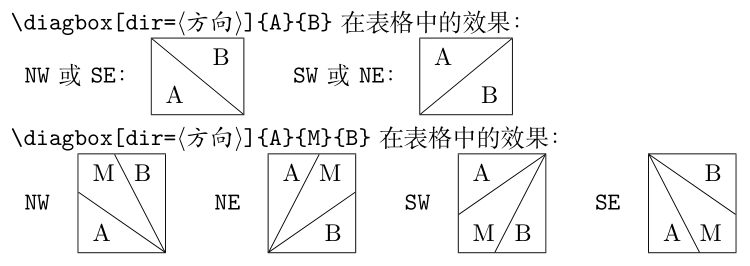 \diagbox[dir=⟨方向⟩]{A}{B} 在表格中的效果：
NW 或 SE： A B SW 或 NE： A B
\diagbox[dir=⟨方向⟩]{A}{M}{B} 在表格中的效果：
NW M B A NE A M B SW A M B SE B A M